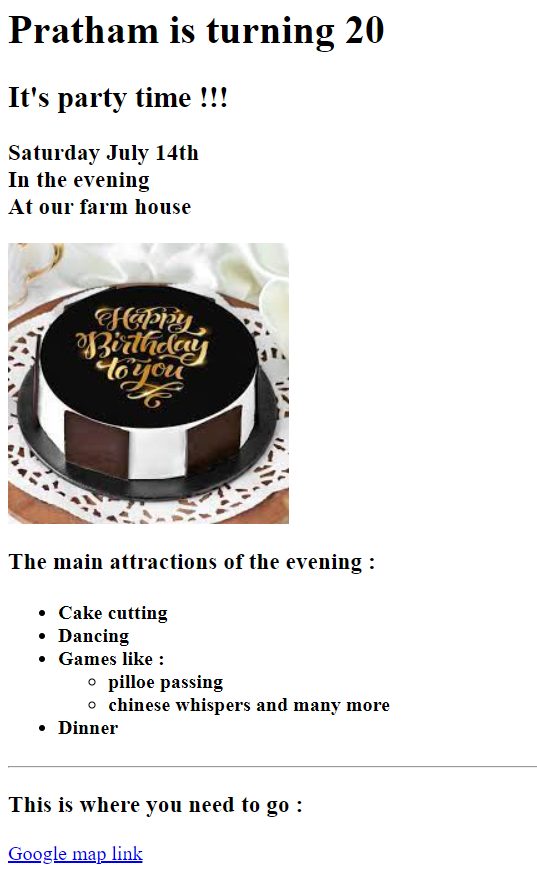 Pratham is turning 20
It's party time !!!
Saturday July 14th
In the evening
At our farm house
Happy
Birthday
to you
The main attractions of the evening :
Cake cutting
Dancing
Games like :
pilloe passing
chinese whispers and many more
Dinner
This is where you need to go :
Google map link